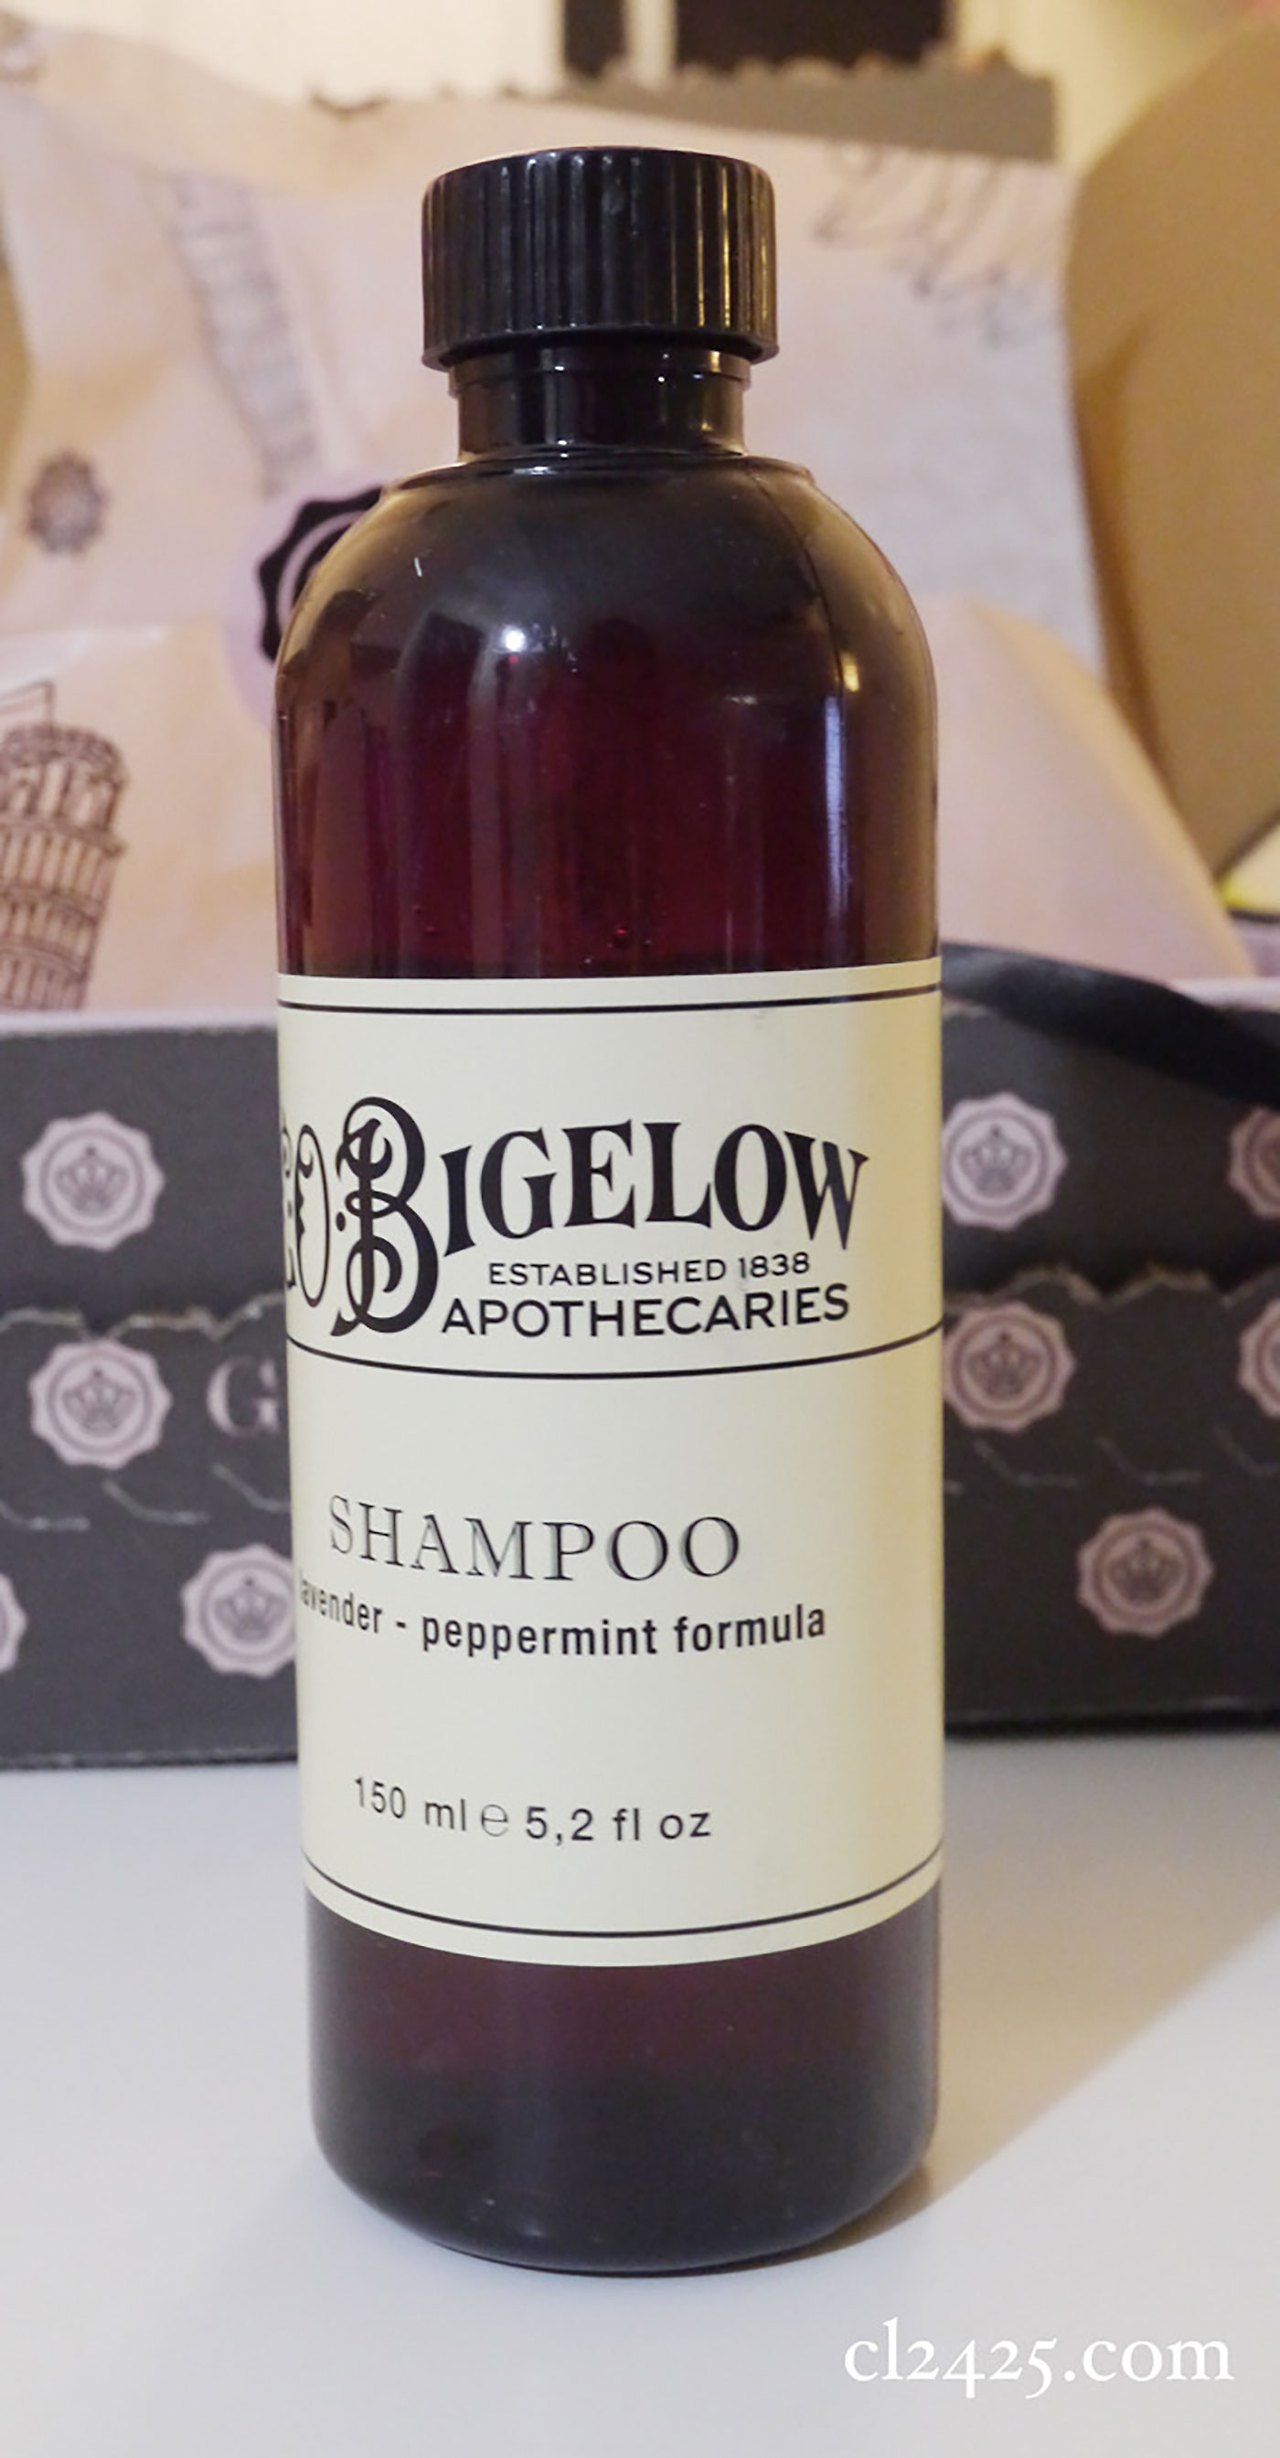 BIGELOW
ESTABLISHED 1838
APOTHECARIES
SHAMPOO
lavender - peppermint formula
150 ml ℮ 5,2 fl oz
cl2425.com